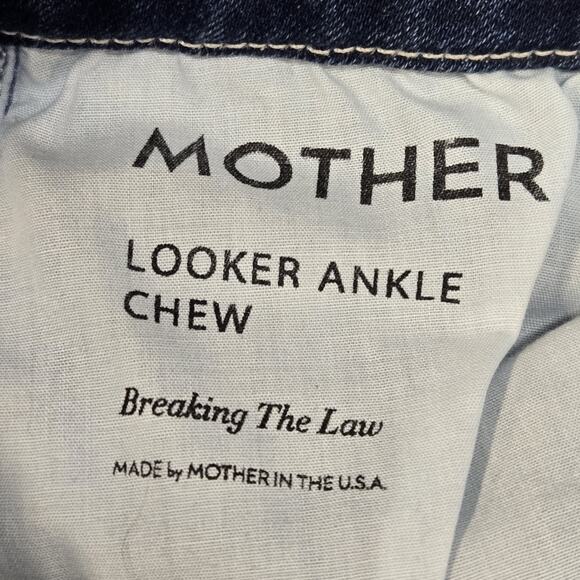 MOTHER
LOOKER ANKLE
CHEW
Breaking The Law
MADE by MOTHER IN THE U.S.A.